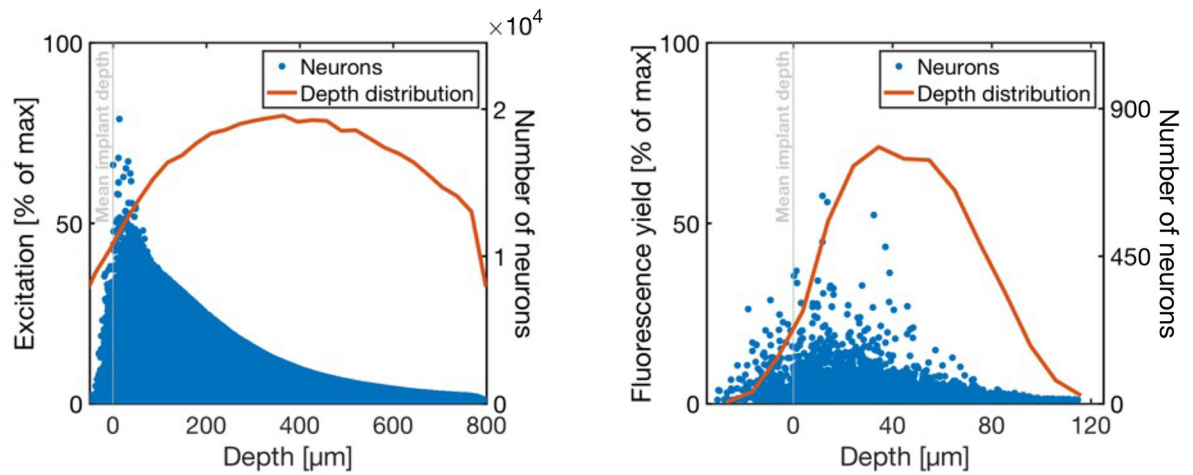 ×10⁴
100
50
0
Excitation [% of max]
Mean implant depth
Neurons
Depth distribution
2
1
0
Number of neurons
0
200
400
600
800
Depth [µm]
100
50
0
Fluorescence yield [% of max]
Mean implant depth
Neurons
Depth distribution
900
450
0
Number of neurons
0
40
80
120
Depth [µm]